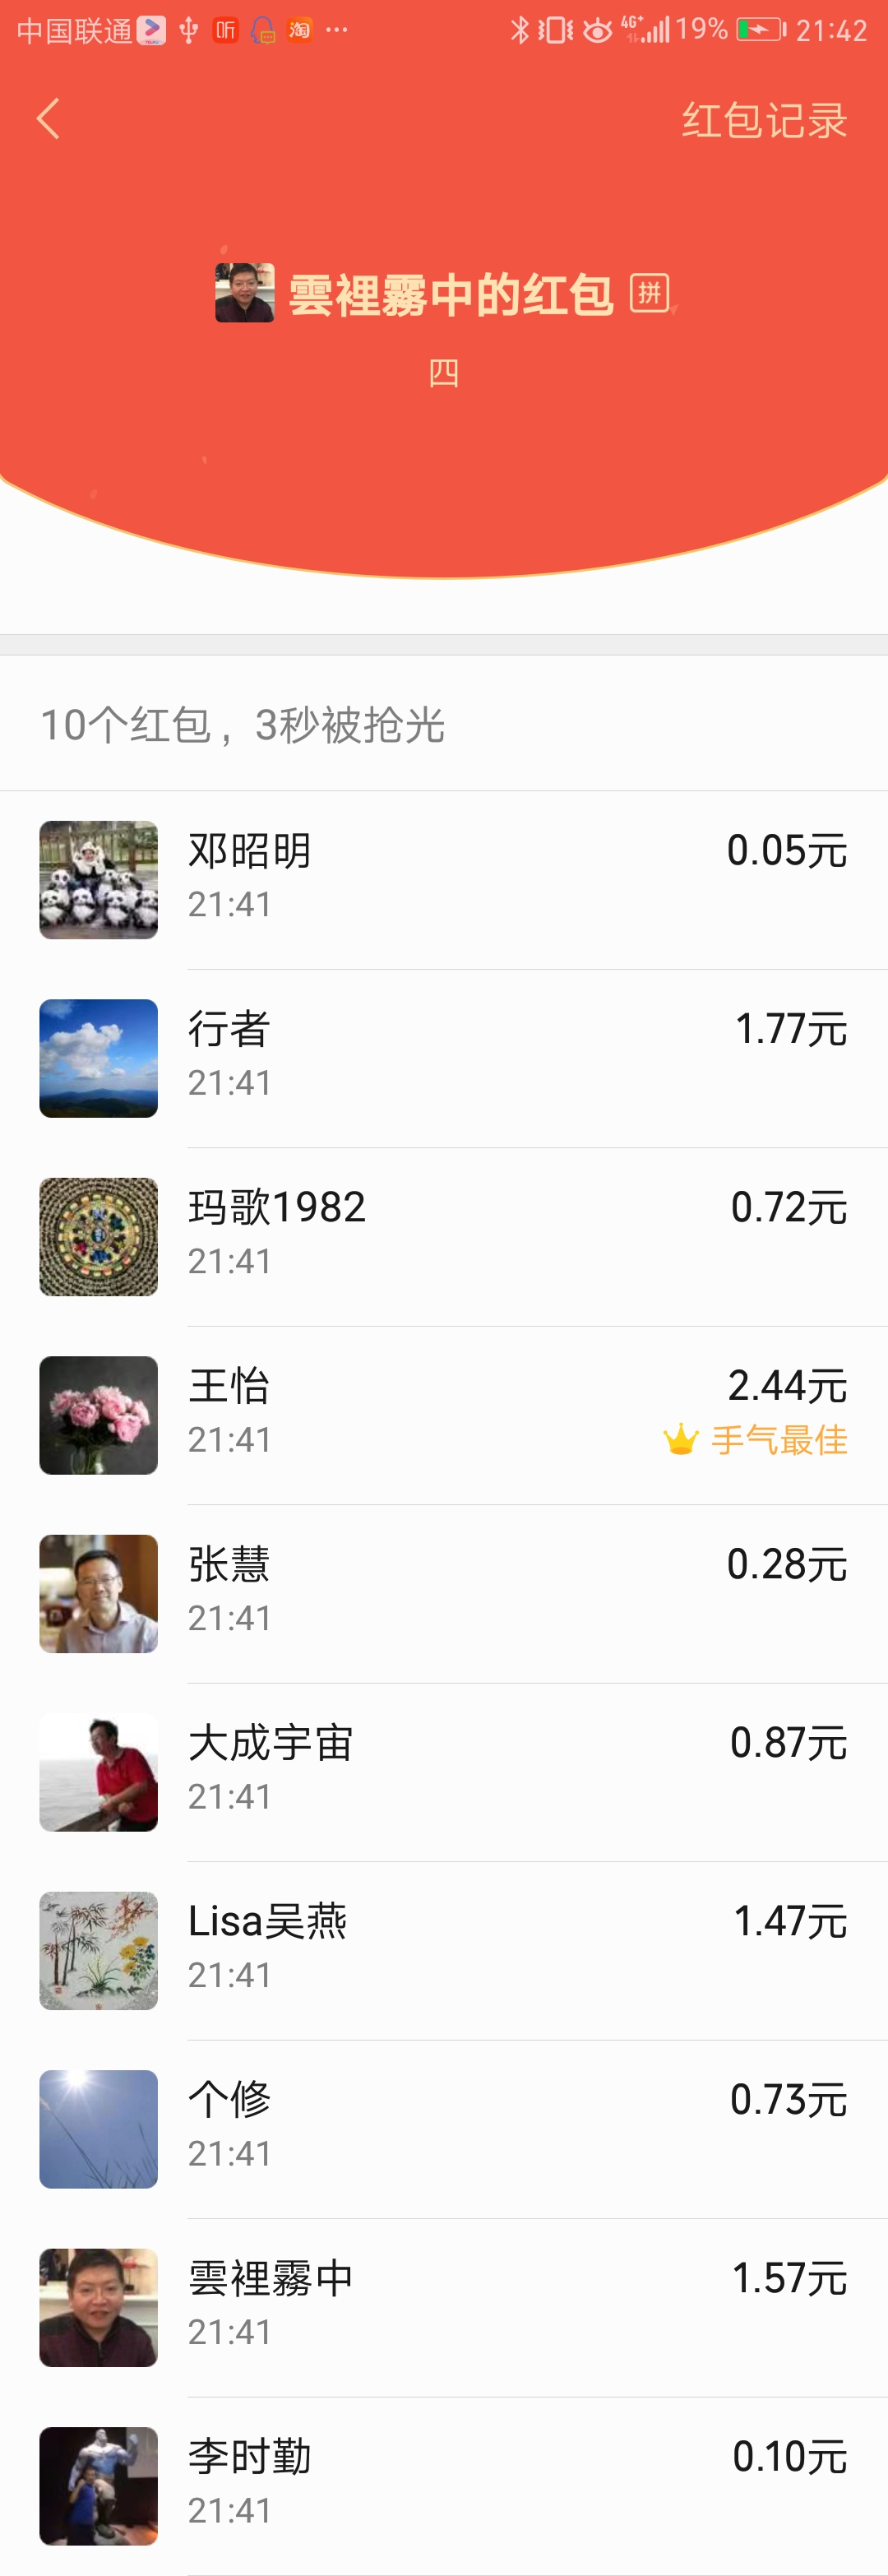 中国联通 听 淘 ... 4G+ 19% 21:42
红包记录
雲裡霧中的红包 拼
四
10个红包，3秒被抢光
邓昭明 0.05元
21:41
行者 1.77元
21:41
玛歌1982 0.72元
21:41
王怡 2.44元
21:41 手气最佳
张慧 0.28元
21:41
大成宇宙 0.87元
21:41
Lisa吴燕 1.47元
21:41
个修 0.73元
21:41
雲裡霧中 1.57元
21:41
李时勤 0.10元
21:41